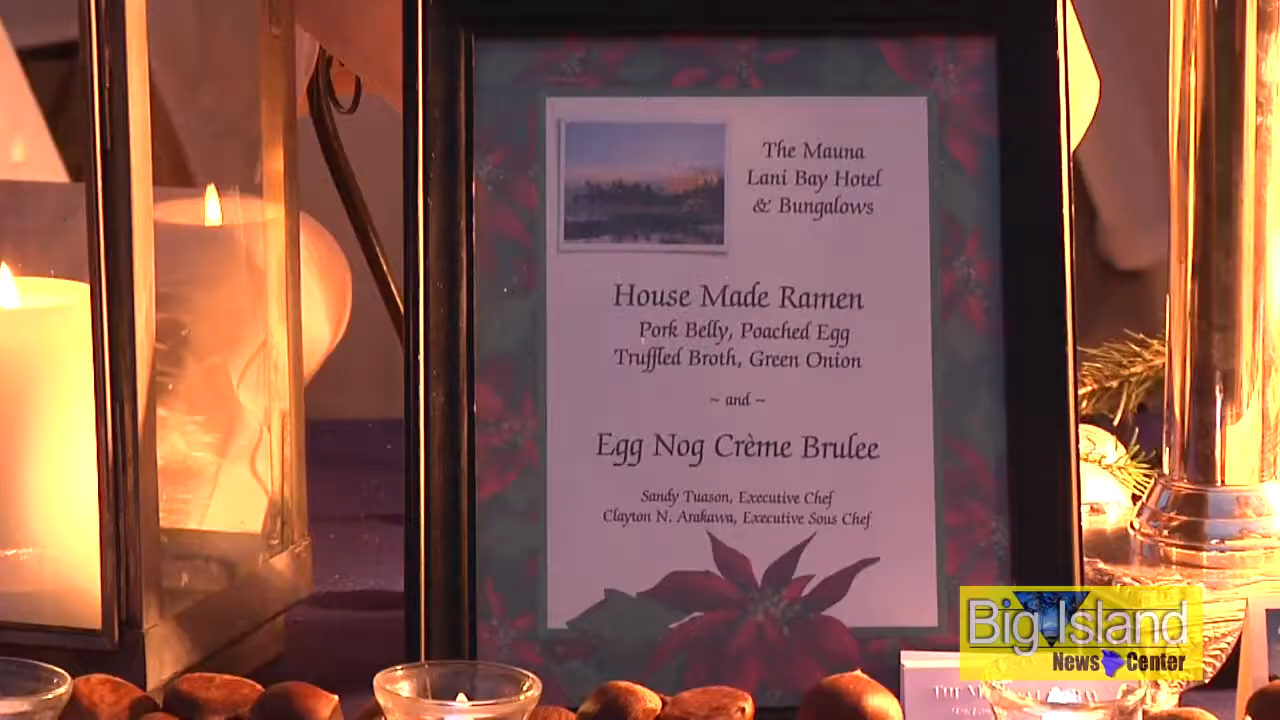 The Mauna
Lani Bay Hotel
& Bungalows
House Made Ramen
Pork Belly, Poached Egg
Truffled Broth, Green Onion
~ and ~
Egg Nog Crème Brulee
Sandy Tuason, Executive Chef
Clayton N. Arakawa, Executive Sous Chef
Big Island
News Center